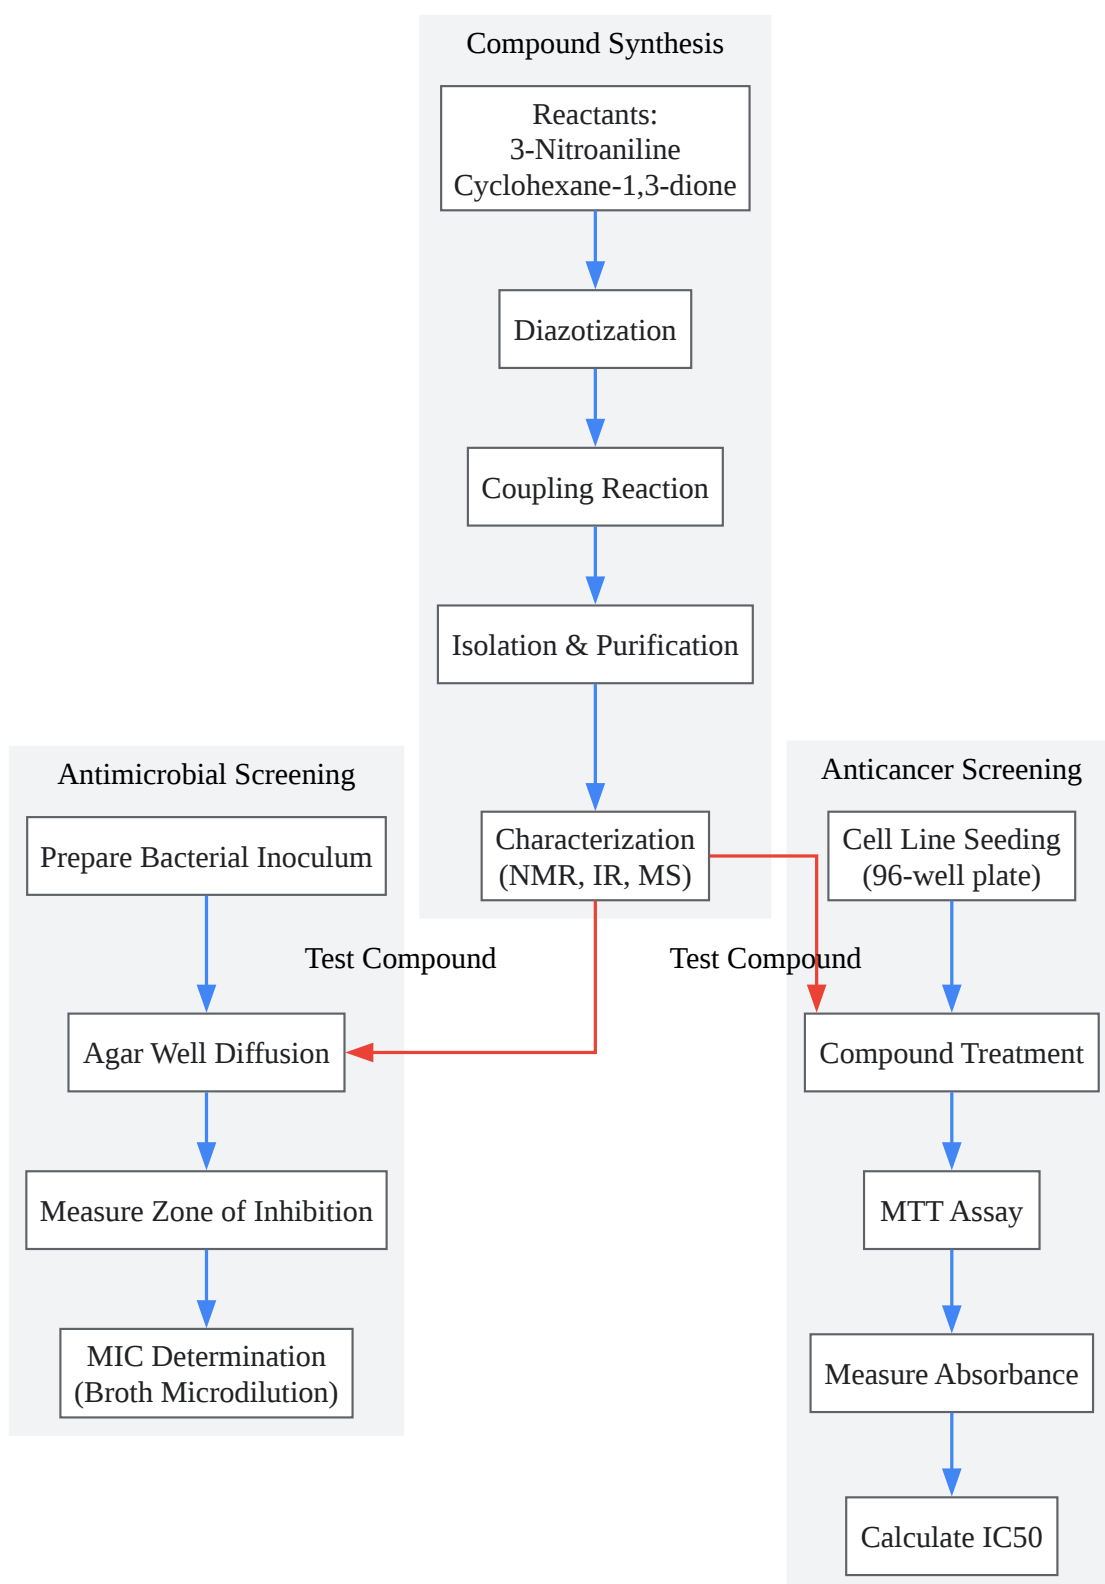 Compound Synthesis
Reactants:
3-Nitroaniline
Cyclohexane-1,3-dione
Diazotization
Coupling Reaction
Isolation & Purification
Characterization
(NMR, IR, MS)
Antimicrobial Screening
Prepare Bacterial Inoculum
Test Compound
Agar Well Diffusion
Measure Zone of Inhibition
MIC Determination
(Broth Microdilution)
Anticancer Screening
Cell Line Seeding
(96-well plate)
Test Compound
Compound Treatment
MTT Assay
Measure Absorbance
Calculate IC50